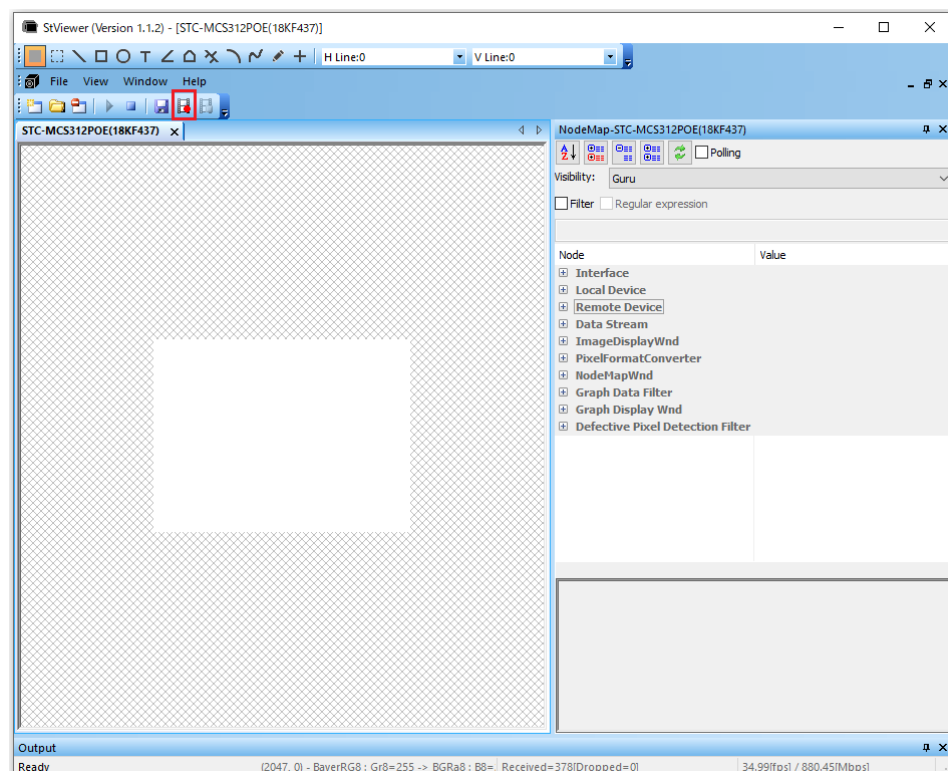 StViewer (Version 1.1.2) - [STC-MCS312POE(18KF437)]
H Line:0 V Line:0
File View Window Help
STC-MCS312POE(18KF437)
NodeMap-STC-MCS312POE(18KF437)
Polling
Visibility: Guru
Filter Regular expression
Node Value
Interface
Local Device
Remote Device
Data Stream
ImageDisplayWnd
PixelFormatConverter
NodeMapWnd
Graph Data Filter
Graph Display Wnd
Defective Pixel Detection Filter
Output
Ready (2047, 0) - BayerRG8 : Gr8=255 -> BGRa8 : B8= Received=378[Dropped=0] 34.99[fps] / 880.45[Mbps]